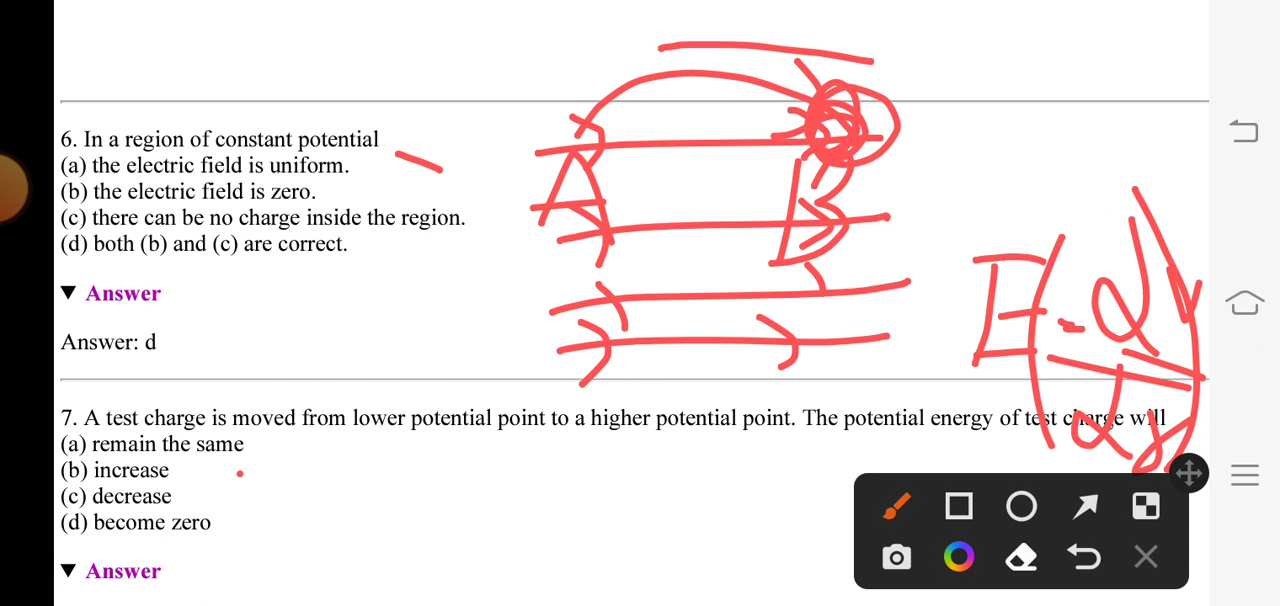 6. In a region of constant potential
(a) the electric field is uniform.
(b) the electric field is zero.
(c) there can be no charge inside the region.
(d) both (b) and (c) are correct.
▼ Answer
Answer: d
A
B
E = -dV
dx
7. A test charge is moved from lower potential point to a higher potential point. The potential energy of test charge will
(a) remain the same
(b) increase
(c) decrease
(d) become zero
▼ Answer